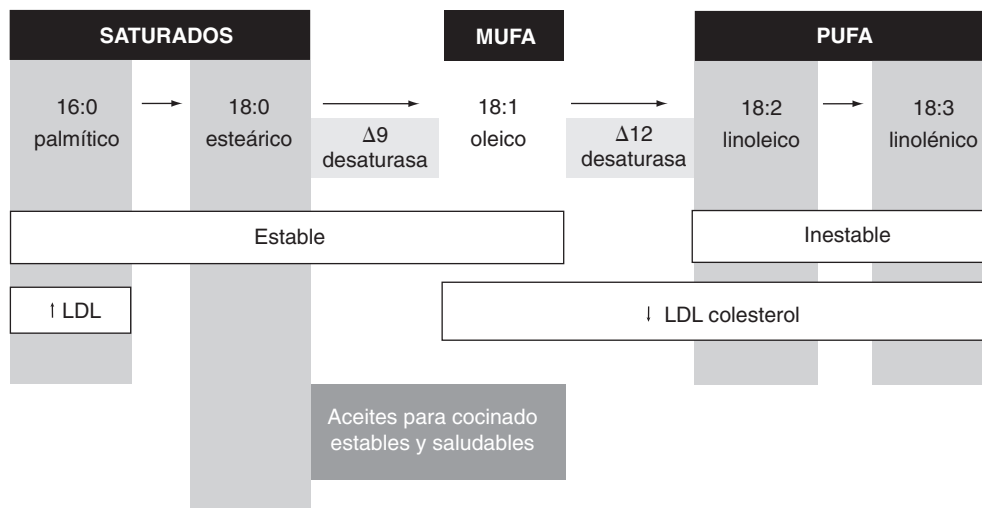 SATURADOS MUFA PUFA
16:0 18:0 18:1 18:2 18:3
palmítico esteárico Δ9 oleico Δ12 linoleico linolénico
desaturasa desaturasa
Estable Inestable
↑ LDL ↓ LDL colesterol
Aceites para cocinado
estables y saludables